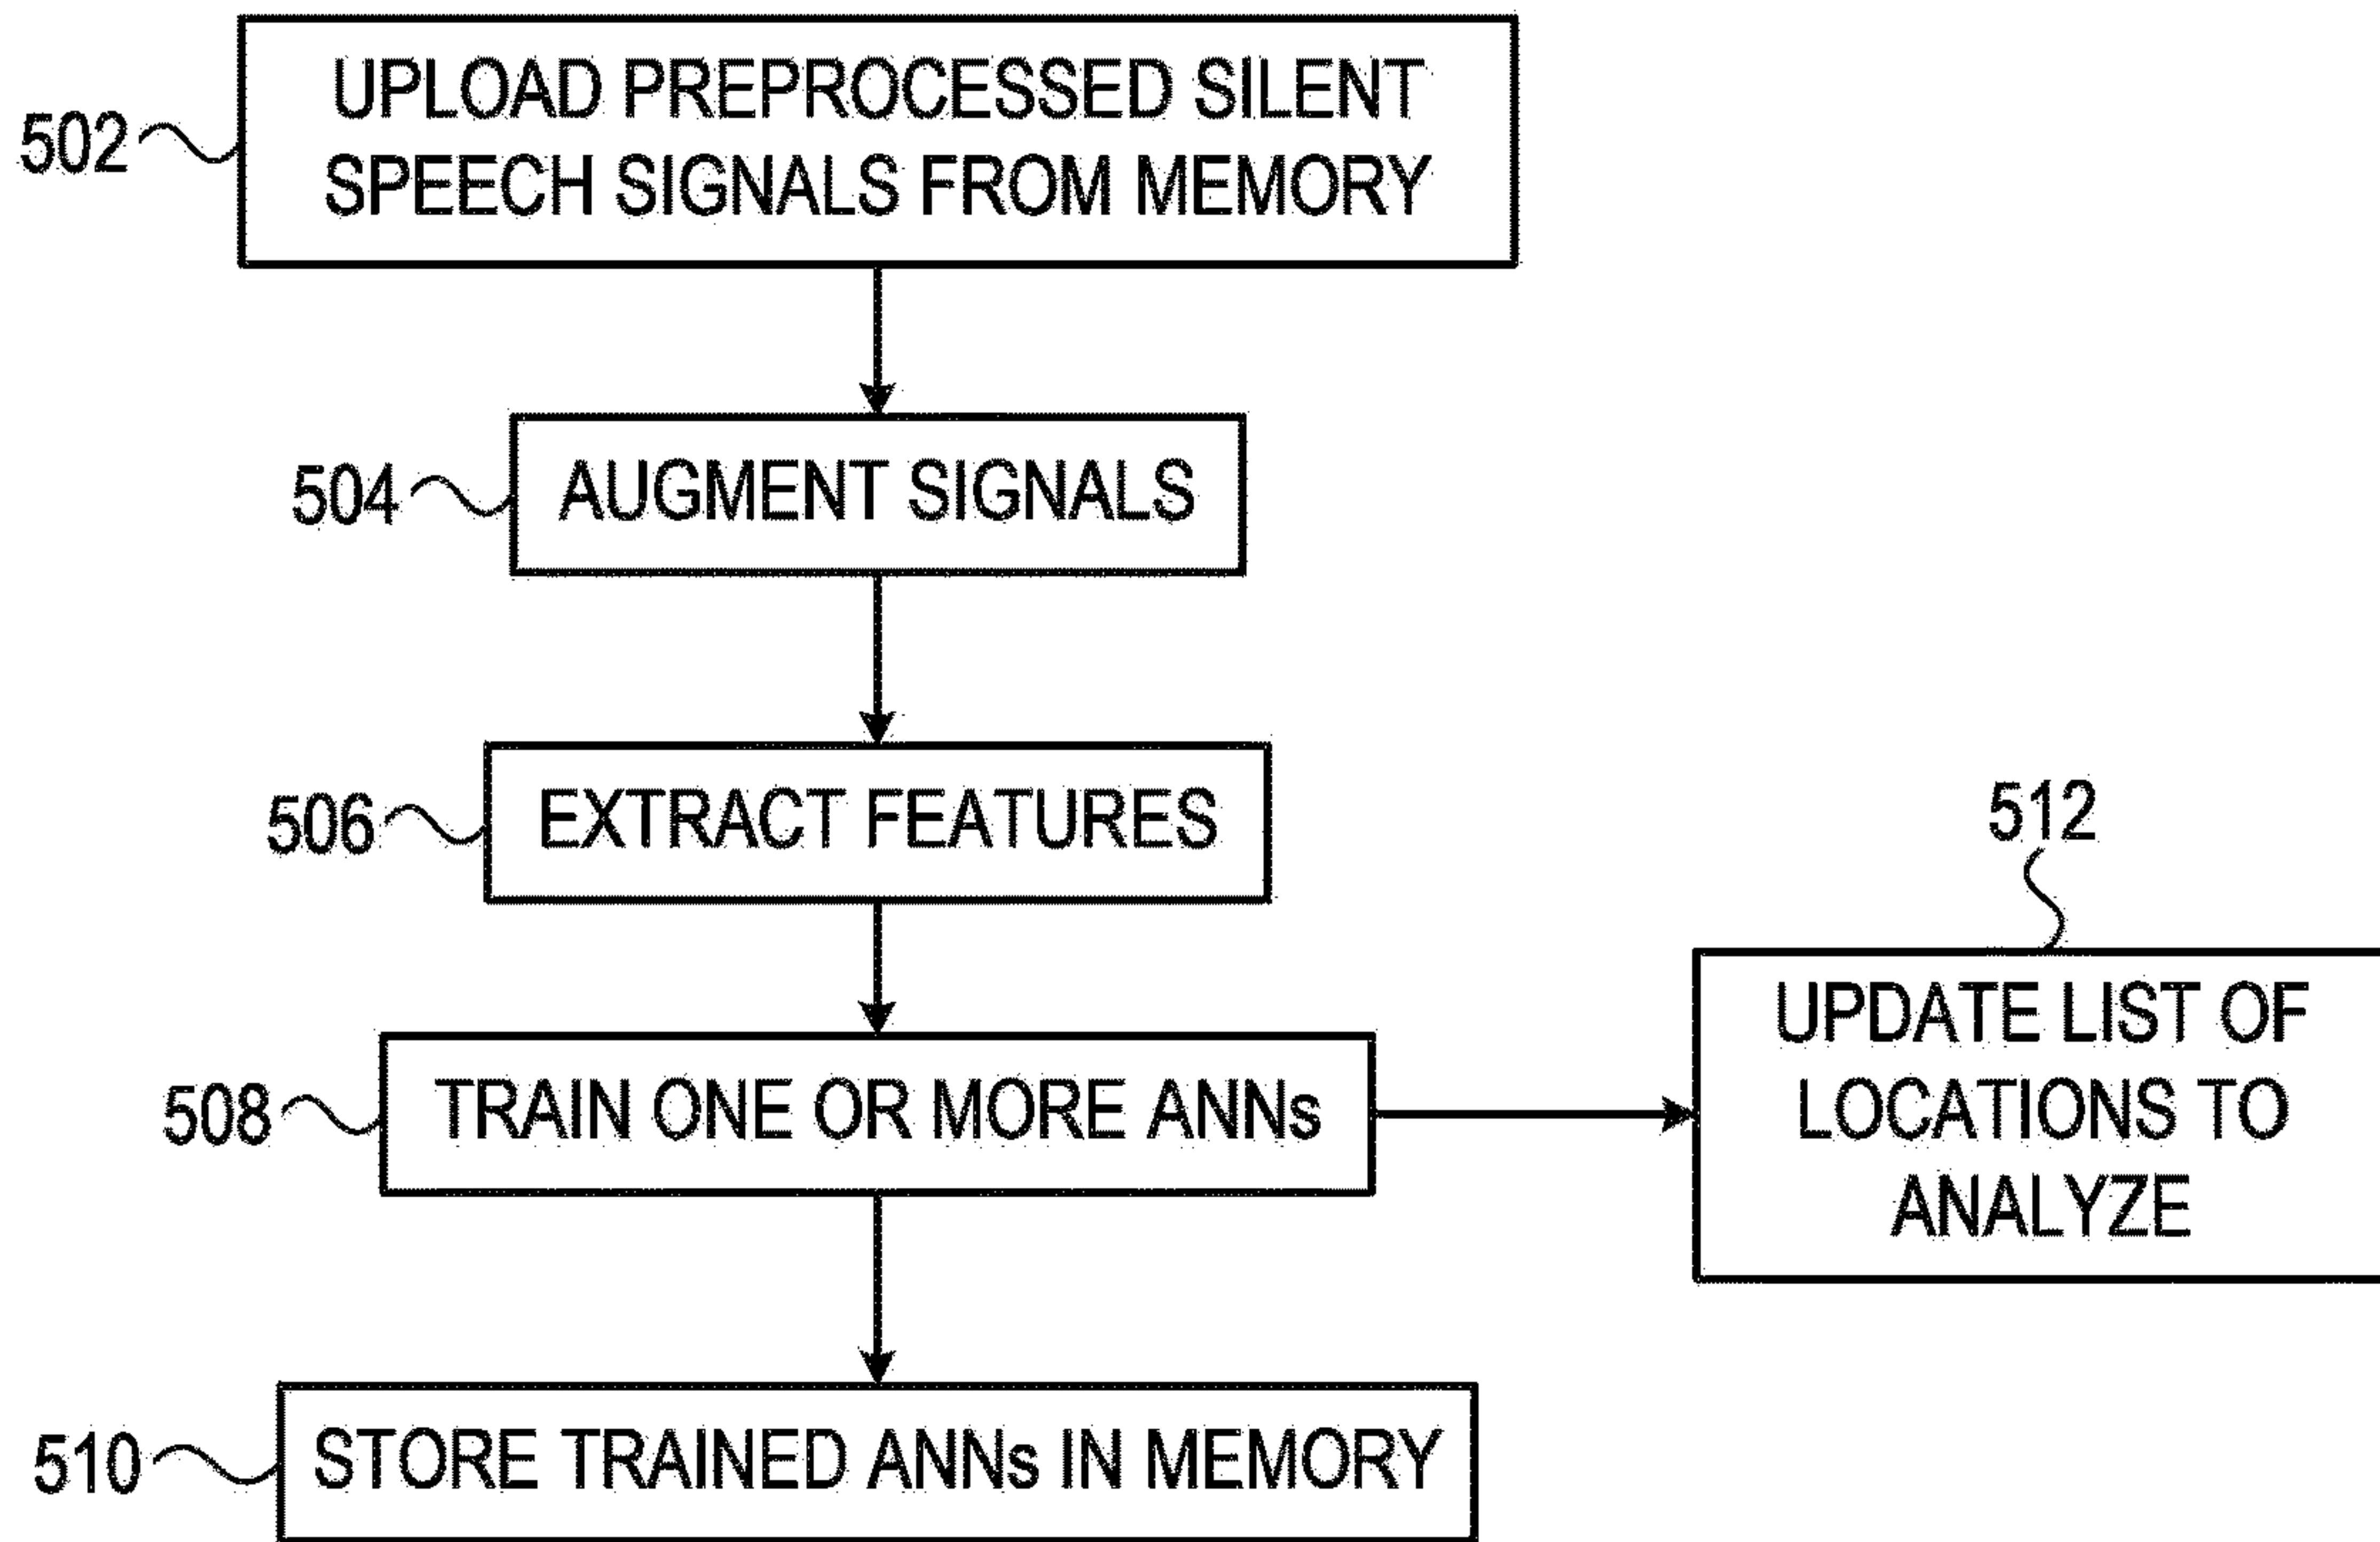 502
UPLOAD PREPROCESSED SILENT
SPEECH SIGNALS FROM MEMORY
504
AUGMENT SIGNALS
506
EXTRACT FEATURES
508
TRAIN ONE OR MORE ANNs
512
UPDATE LIST OF
LOCATIONS TO
ANALYZE
510
STORE TRAINED ANNs IN MEMORY